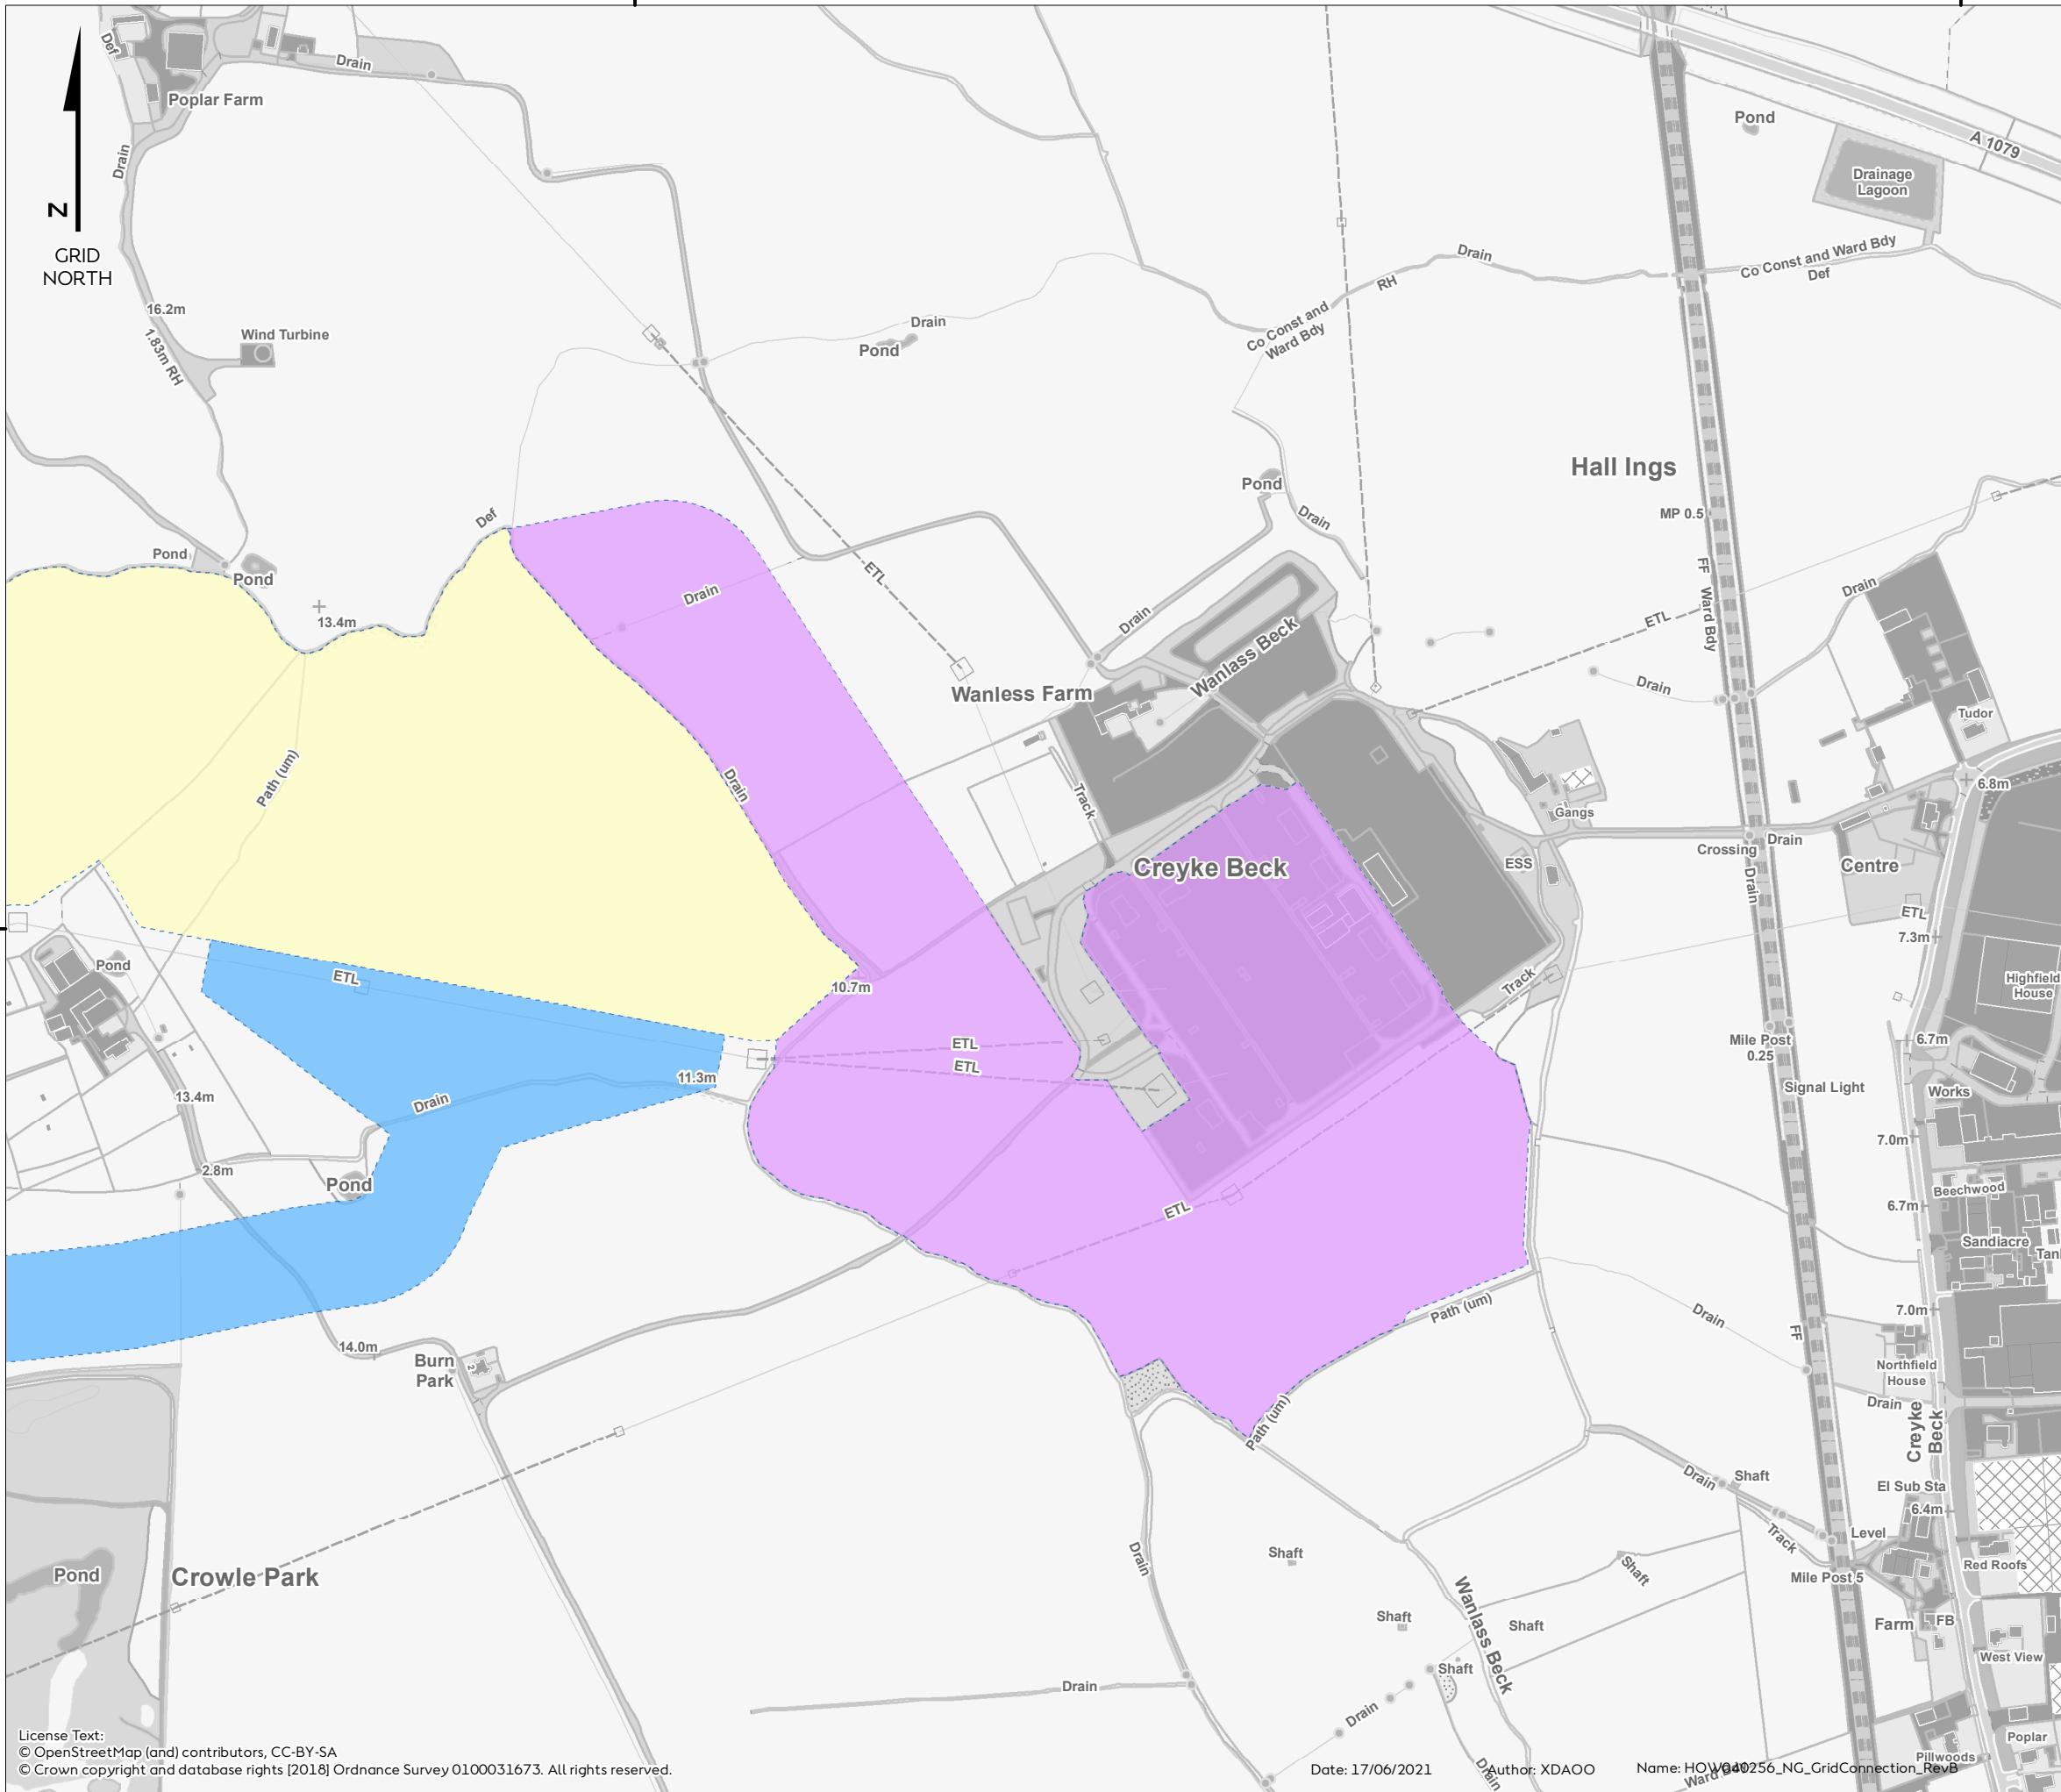 Def
Drain
Poplar Farm
Drain
N
GRID
NORTH
16.2m
1.83m RH
Wind Turbine
Drain
Pond
Co Const and
Ward Bdy
RH
Drain
Pond
A 1079
Drainage
Lagoon
Co Const and Ward Bdy
Def
Hall Ings
MP 0.5
Pond
Drain
Def
Pond
Pond
13.4m
Drain
ETL
Drain
Wanlass Beck
Wanless Farm
FF
Ward Bdy
ETL
Drain
Drain
Tudor
6.8m
Path (um)
Drain
Track
Creyke Beck
Gangs
ESS
Crossing
Drain
Drain
Centre
ETL
7.3m
Highfield
House
Pond
ETL
10.7m
Track
ETL
ETL
11.3m
Mile Post
0.25
6.7m
Signal Light
Works
13.4m
Drain
7.0m
2.8m
Pond
ETL
Beechwood
6.7m
Sandiacre
Tan
Path (um)
Drain
7.0m
FF
14.0m
Burn
Park
2
Northfield
House
Drain
Path (um)
Creyke
Beck
Drain
Shaft
El Sub Sta
6.4m
Track
Level
Red Roofs
Mile Post 5
Pond
Crowle Park
Drain
Shaft
Shaft
Wanlass Beck
Shaft
Shaft
Shaft
Farm
FB
West View
Drain
Drain
Drain
Poplar
Pillwoods
Ward B
License Text:
© OpenStreetMap (and) contributors, CC-BY-SA
© Crown copyright and database rights [2018] Ordnance Survey 0100031673. All rights reserved.
Date: 17/06/2021
Author: XDAOO
Name: HOW040256_NG_GridConnection_RevB